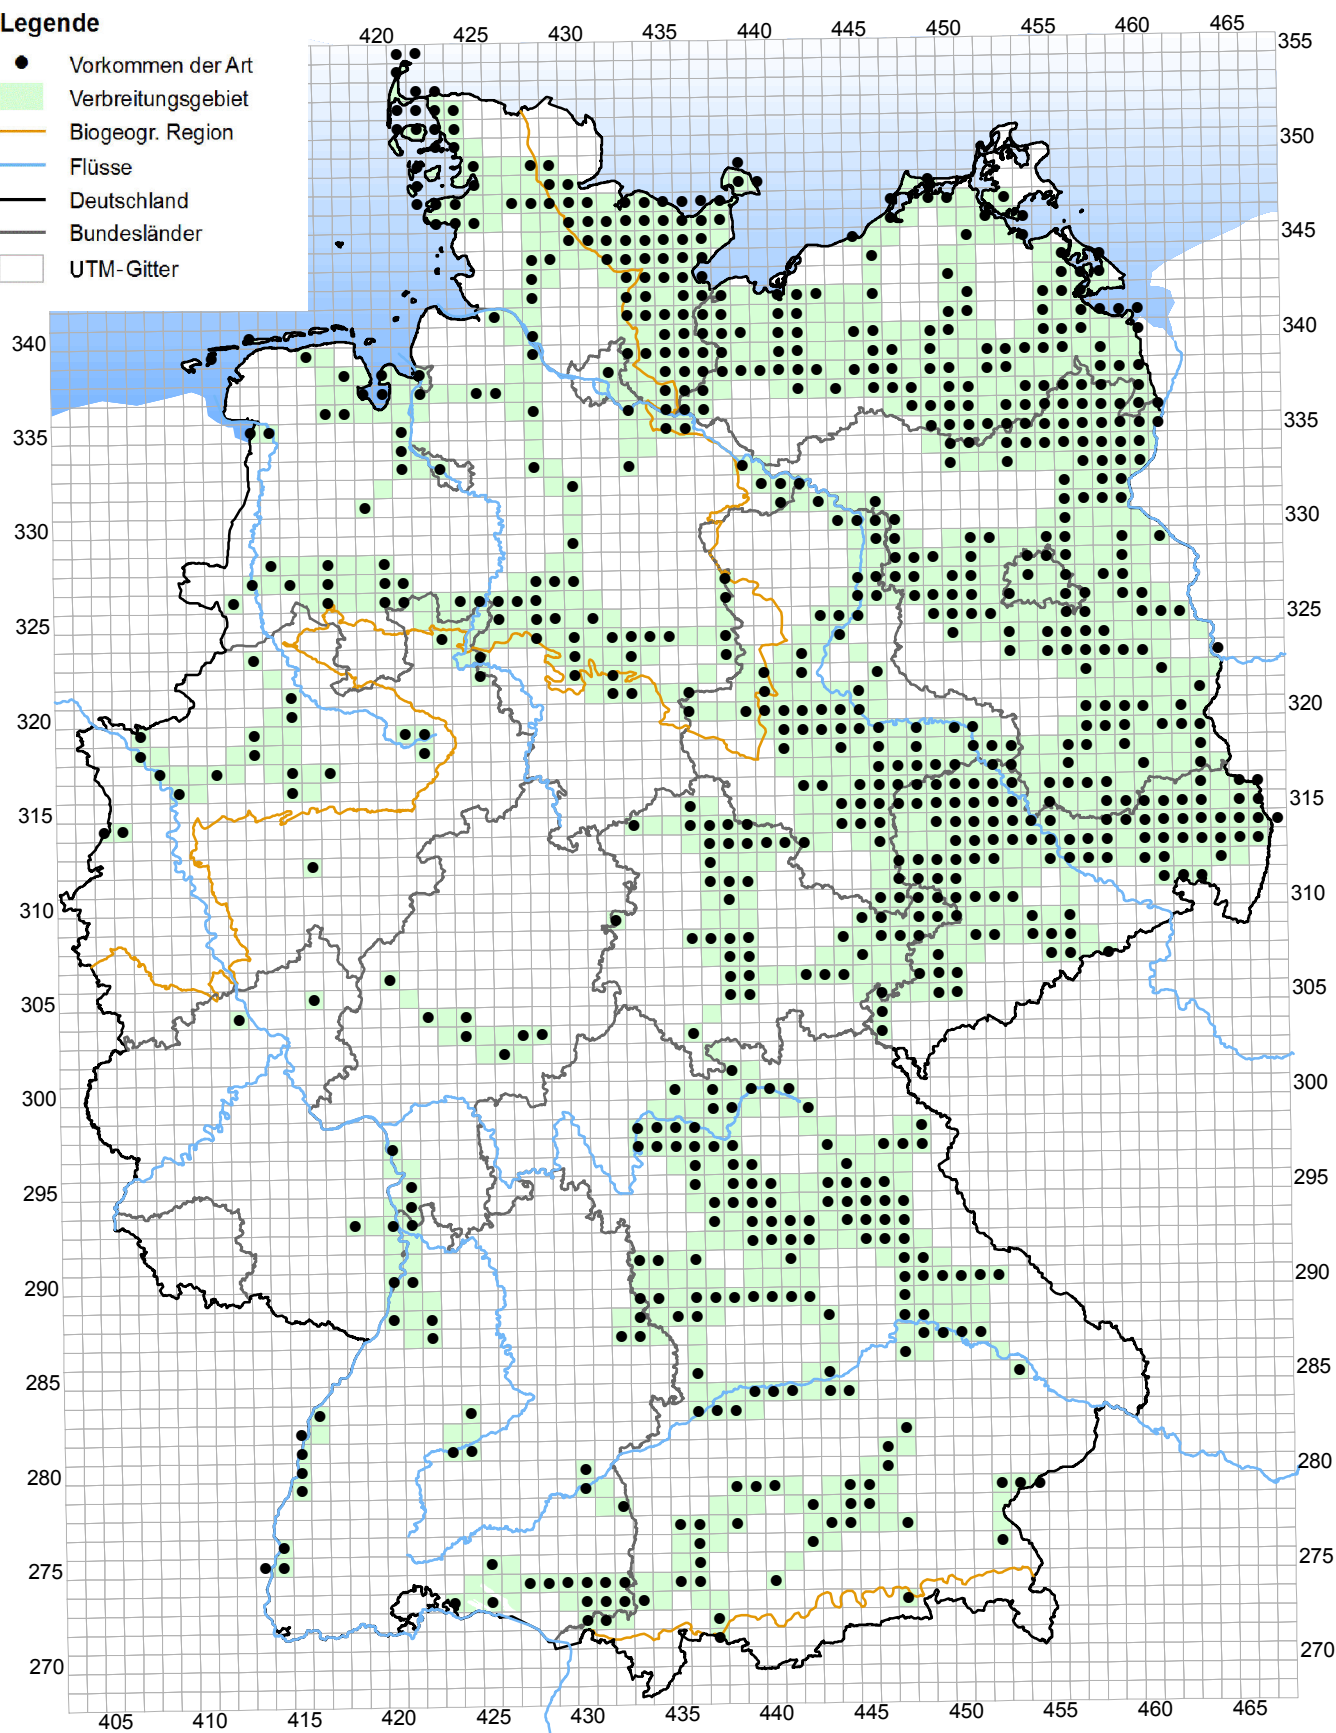 Legende
Vorkommen der Art
Verbreitungsgebiet
Biogeogr. Region
Flüsse
Deutschland
Bundesländer
UTM-Gitter
420 425 430 435 440 445 450 455 460 465
355
350
345
340 340
335 335
330 330
325 325
320 320
315 315
310 310
305 305
300 300
295 295
290 290
285 285
280 280
275 275
270 270
405 410 415 420 425 430 435 440 445 450 455 460 465